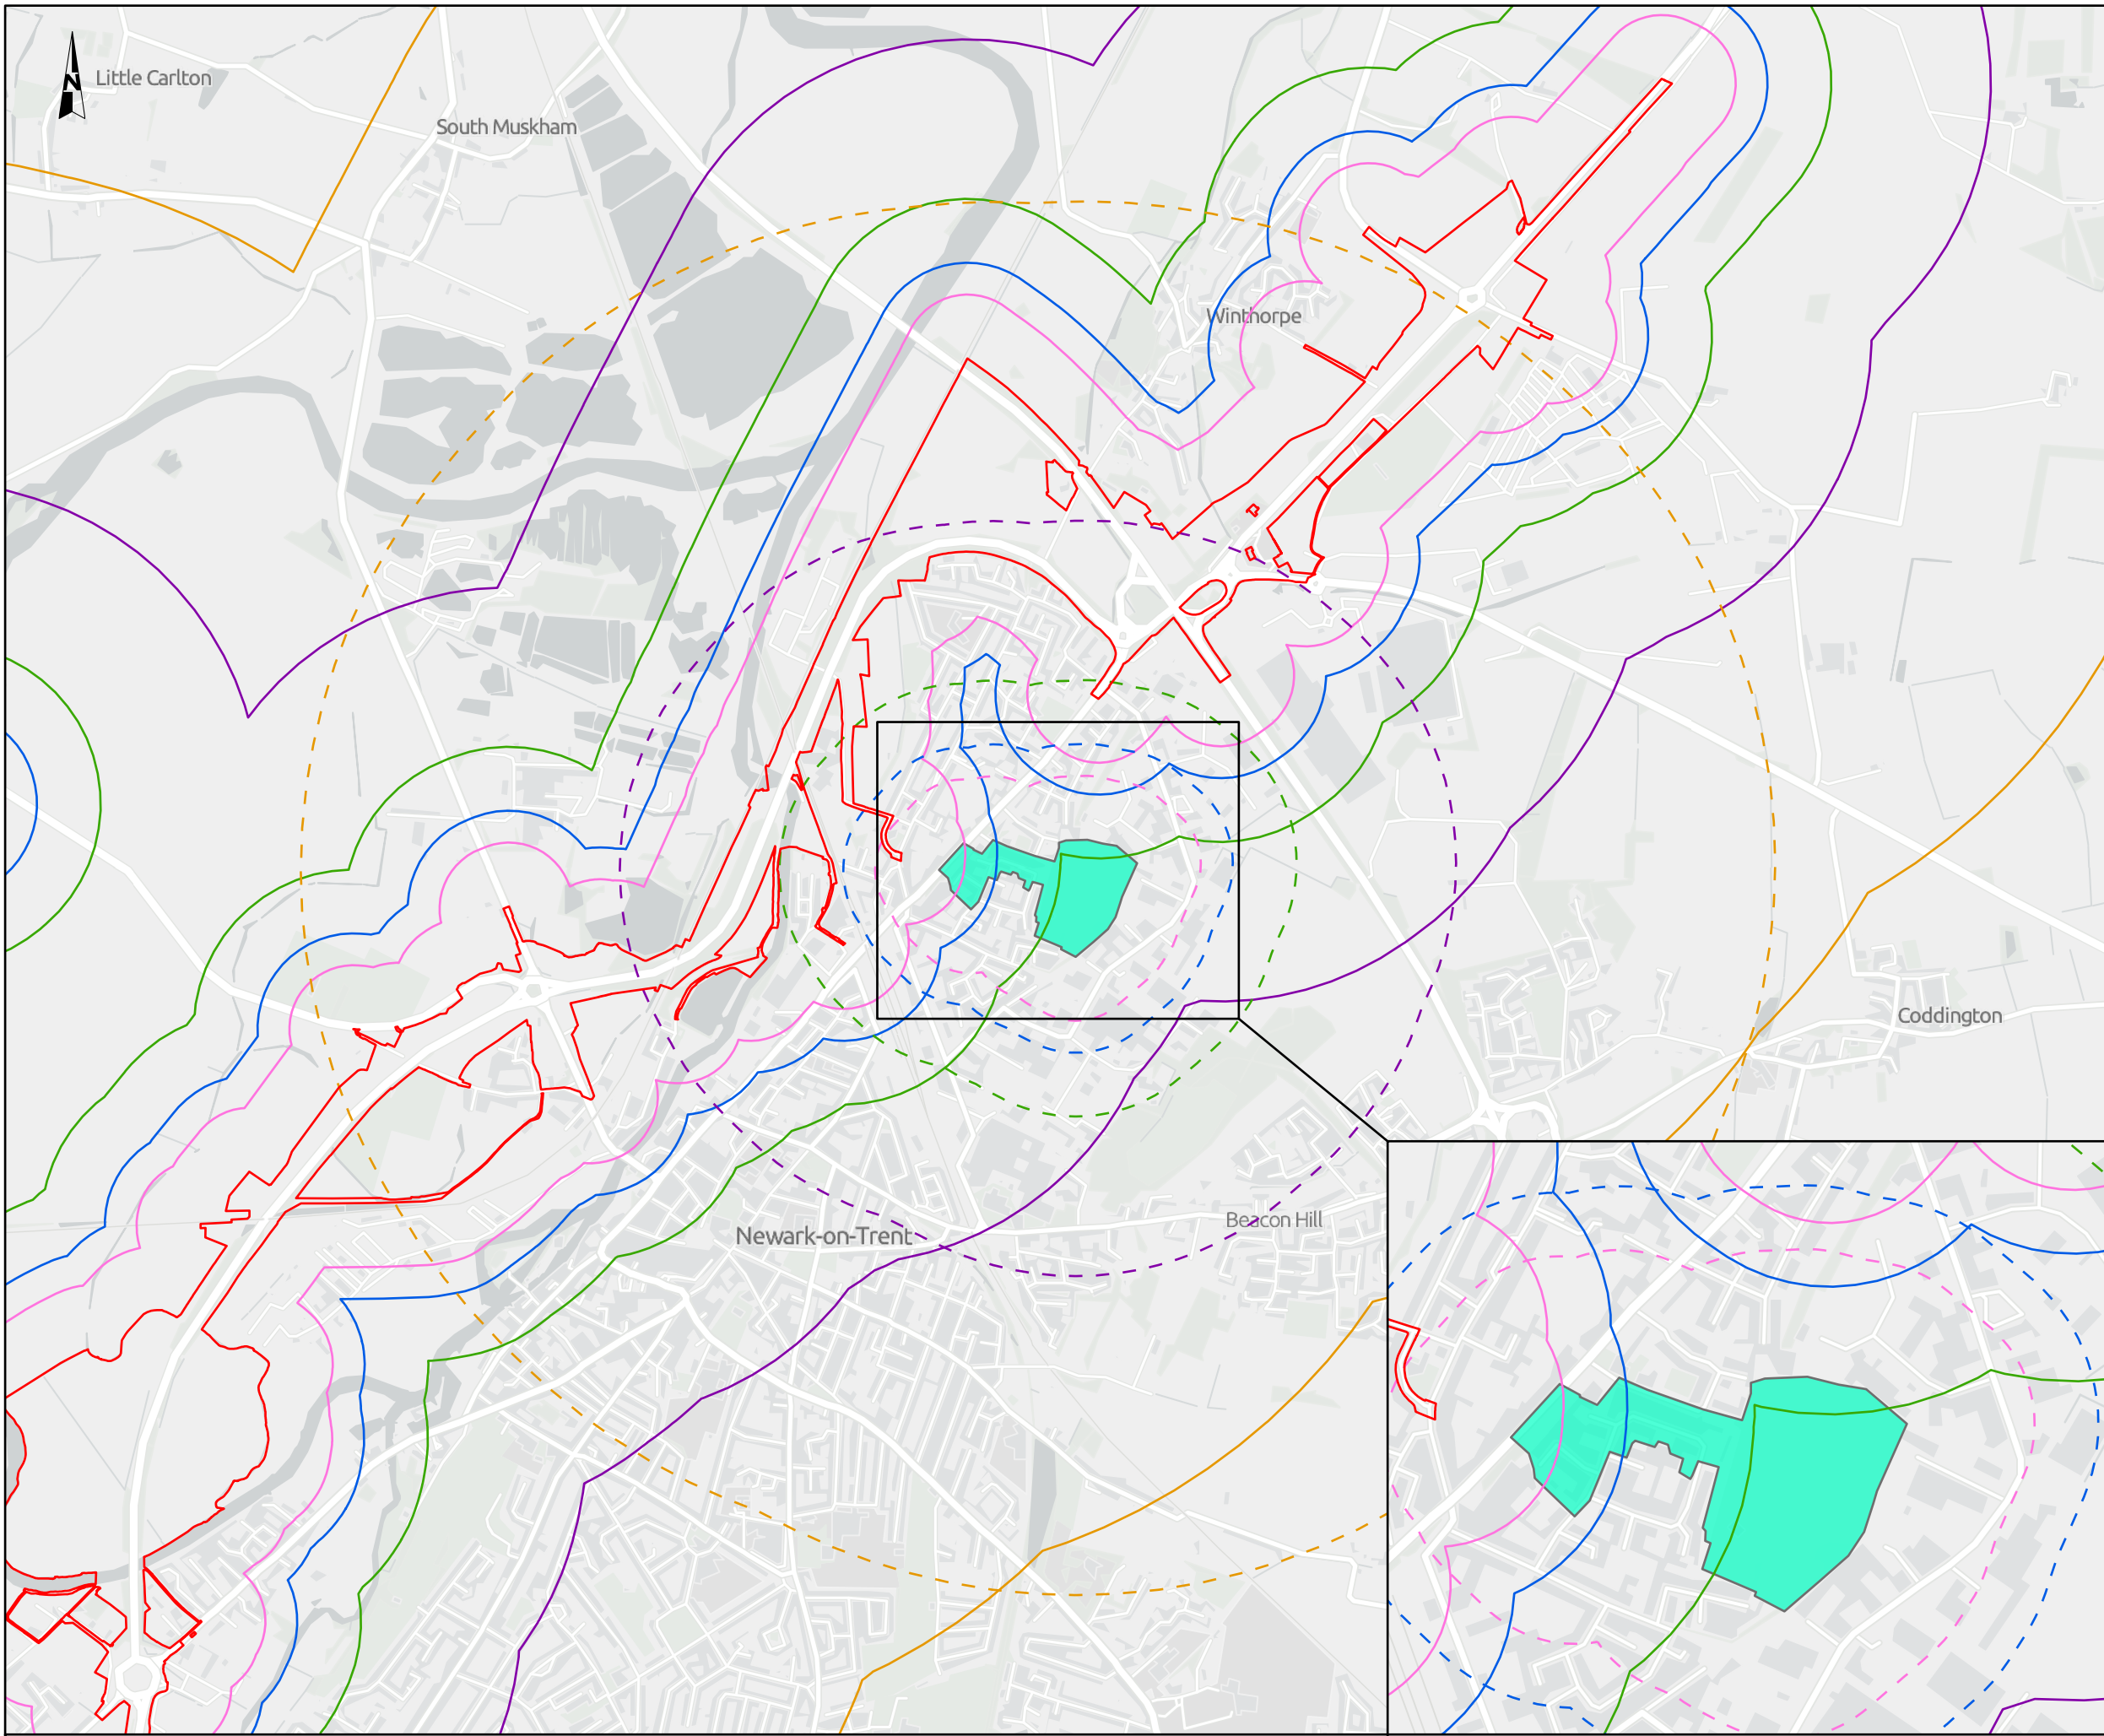 N
Little Carlton
South Muskham
Winthorpe
Coddington
Beacon Hill
Newark-on-Trent